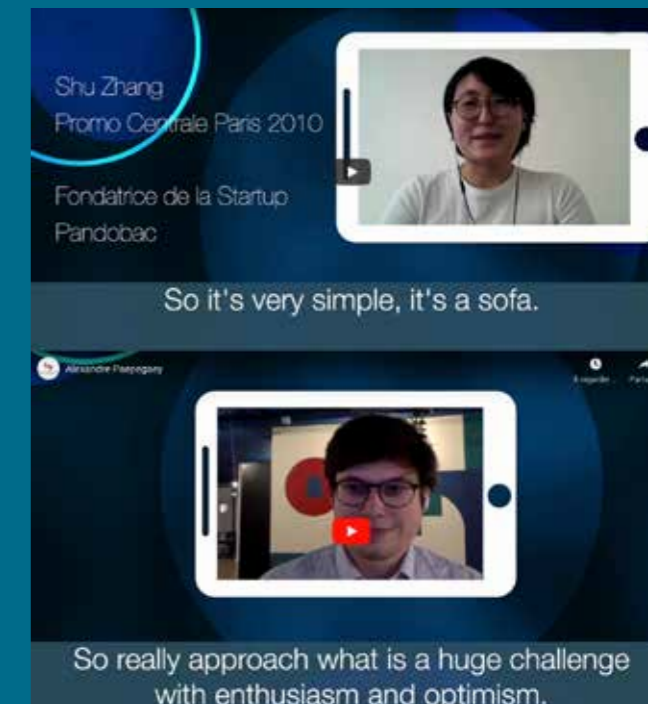 Shu Zhang
Promo Centrale Paris 2010
Fondatrice de la Startup
Pandobac
So it's very simple, it's a sofa.
Alexandre Paepegaey
À regarder...
So really approach what is a huge challenge
with enthusiasm and optimism.